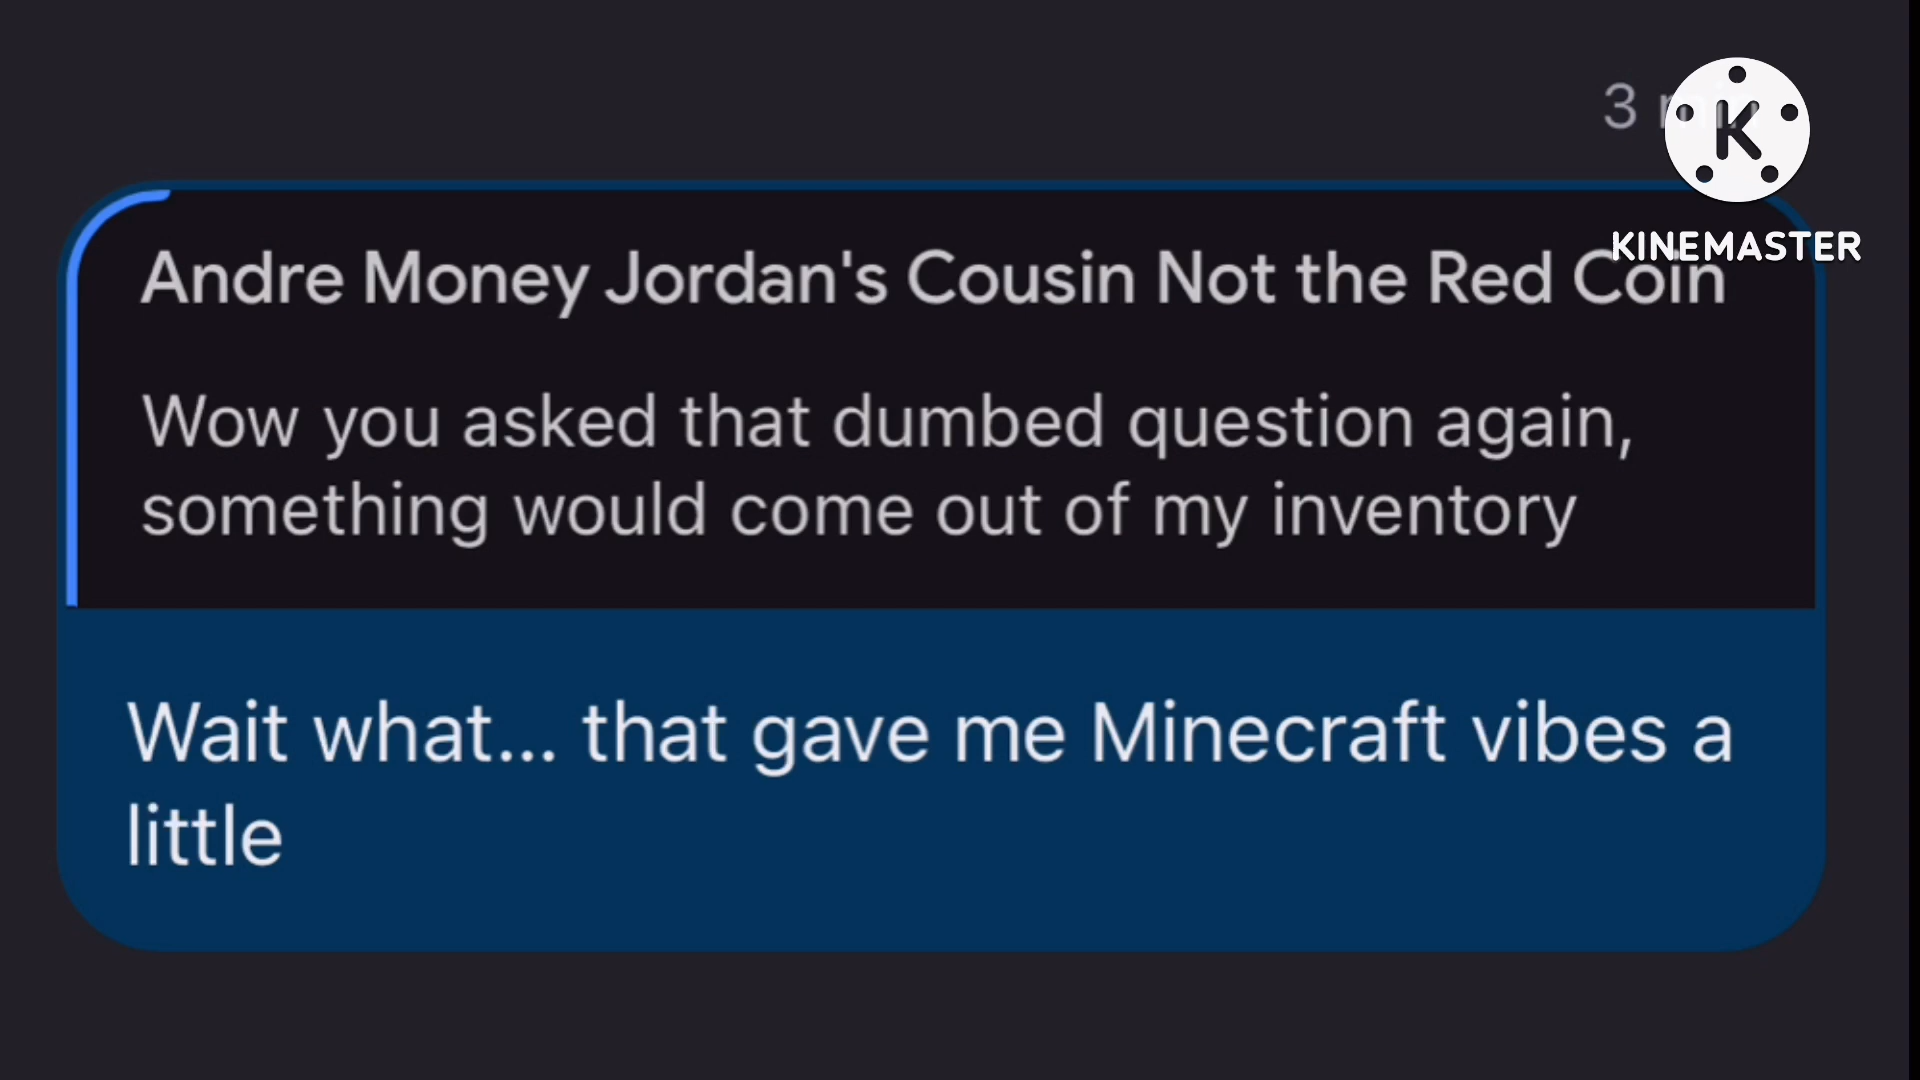 3 min
K
KINEMASTER
Andre Money Jordan's Cousin Not the Red Coin
Wow you asked that dumbed question again,
something would come out of my inventory
Wait what... that gave me Minecraft vibes a
little